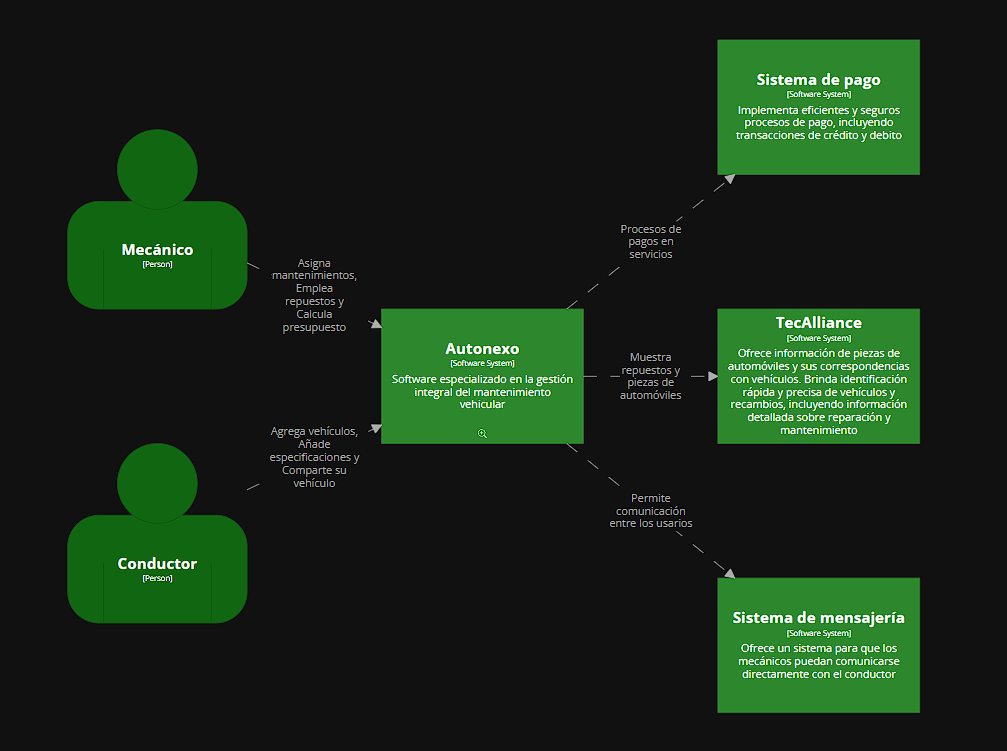 Sistema de pago
[Software System]
Implementa eficientes y seguros
procesos de pago, incluyendo
transacciones de crédito y debito
Mecánico
[Person]
Asigna
mantenimientos,
Emplea
repuestos y
Calcula
presupuesto
Procesos de
pagos en
servicios
Autonexo
[Software System]
Software especializado en la gestión
integral del mantenimiento
vehicular
Muestra
repuestos y
piezas de
automóviles
TecAlliance
[Software System]
Ofrece información de piezas de
automóviles y sus correspondencias
con vehículos. Brinda identificación
rápida y precisa de vehículos y
recambios, incluyendo información
detallada sobre reparación y
mantenimiento
Agrega vehículos,
Añade
especificaciones y
Comparte su
vehículo
Conductor
[Person]
Permite
comunicación
entre los usarios
Sistema de mensajería
[Software System]
Ofrece un sistema para que los
mecánicos puedan comunicarse
directamente con el conductor